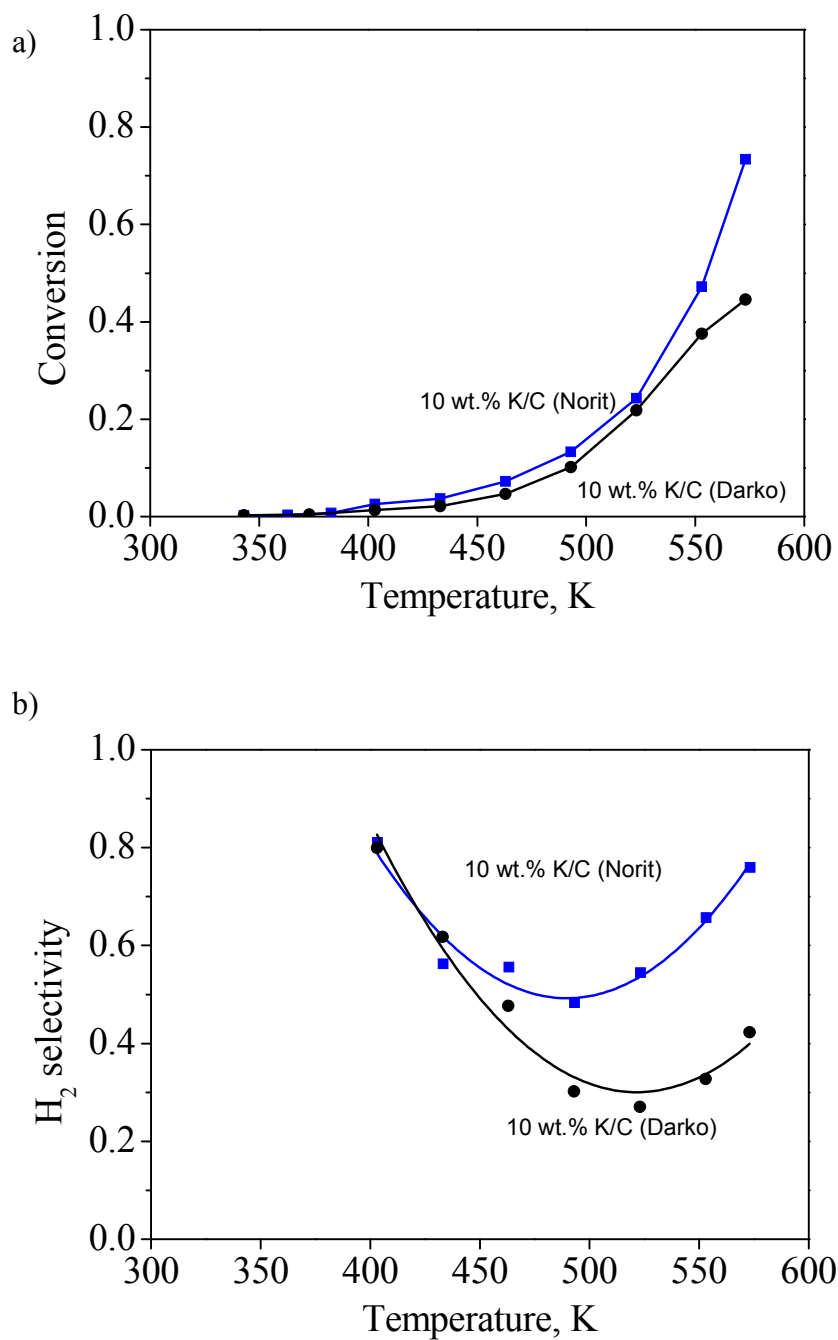 a)
1.0
0.8
0.6
0.4
0.2
0.0
Conversion
10 wt.% K/C (Norit)
10 wt.% K/C (Darko)
300 350 400 450 500 550 600
Temperature, K
b)
1.0
0.8
0.6
0.4
0.2
0.0
H₂ selectivity
10 wt.% K/C (Norit)
10 wt.% K/C (Darko)
300 350 400 450 500 550 600
Temperature, K